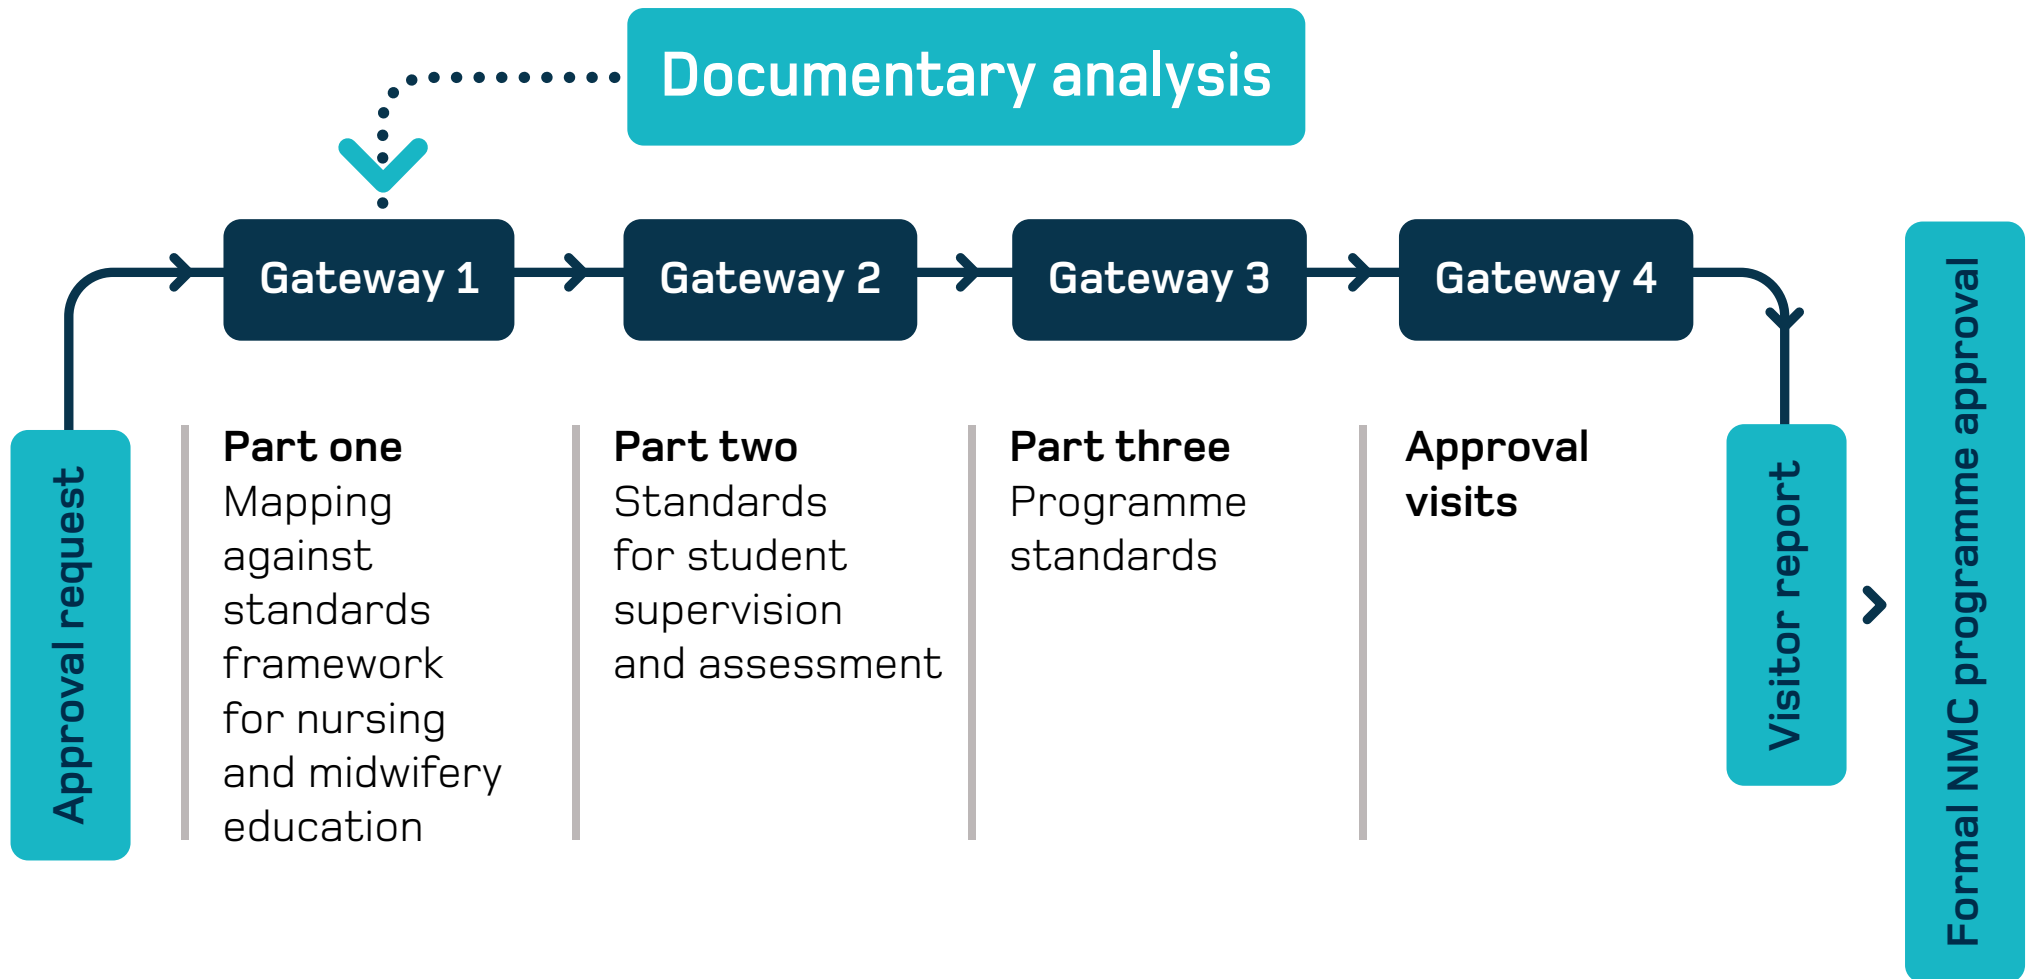 Documentary analysis
Gateway 1
Gateway 2
Gateway 3
Gateway 4
Approval request
Part one
Mapping
against
standards
framework
for nursing
and midwifery
education
Part two
Standards
for student
supervision
and assessment
Part three
Programme
standards
Approval
visits
Visitor report
Formal NMC programme approval